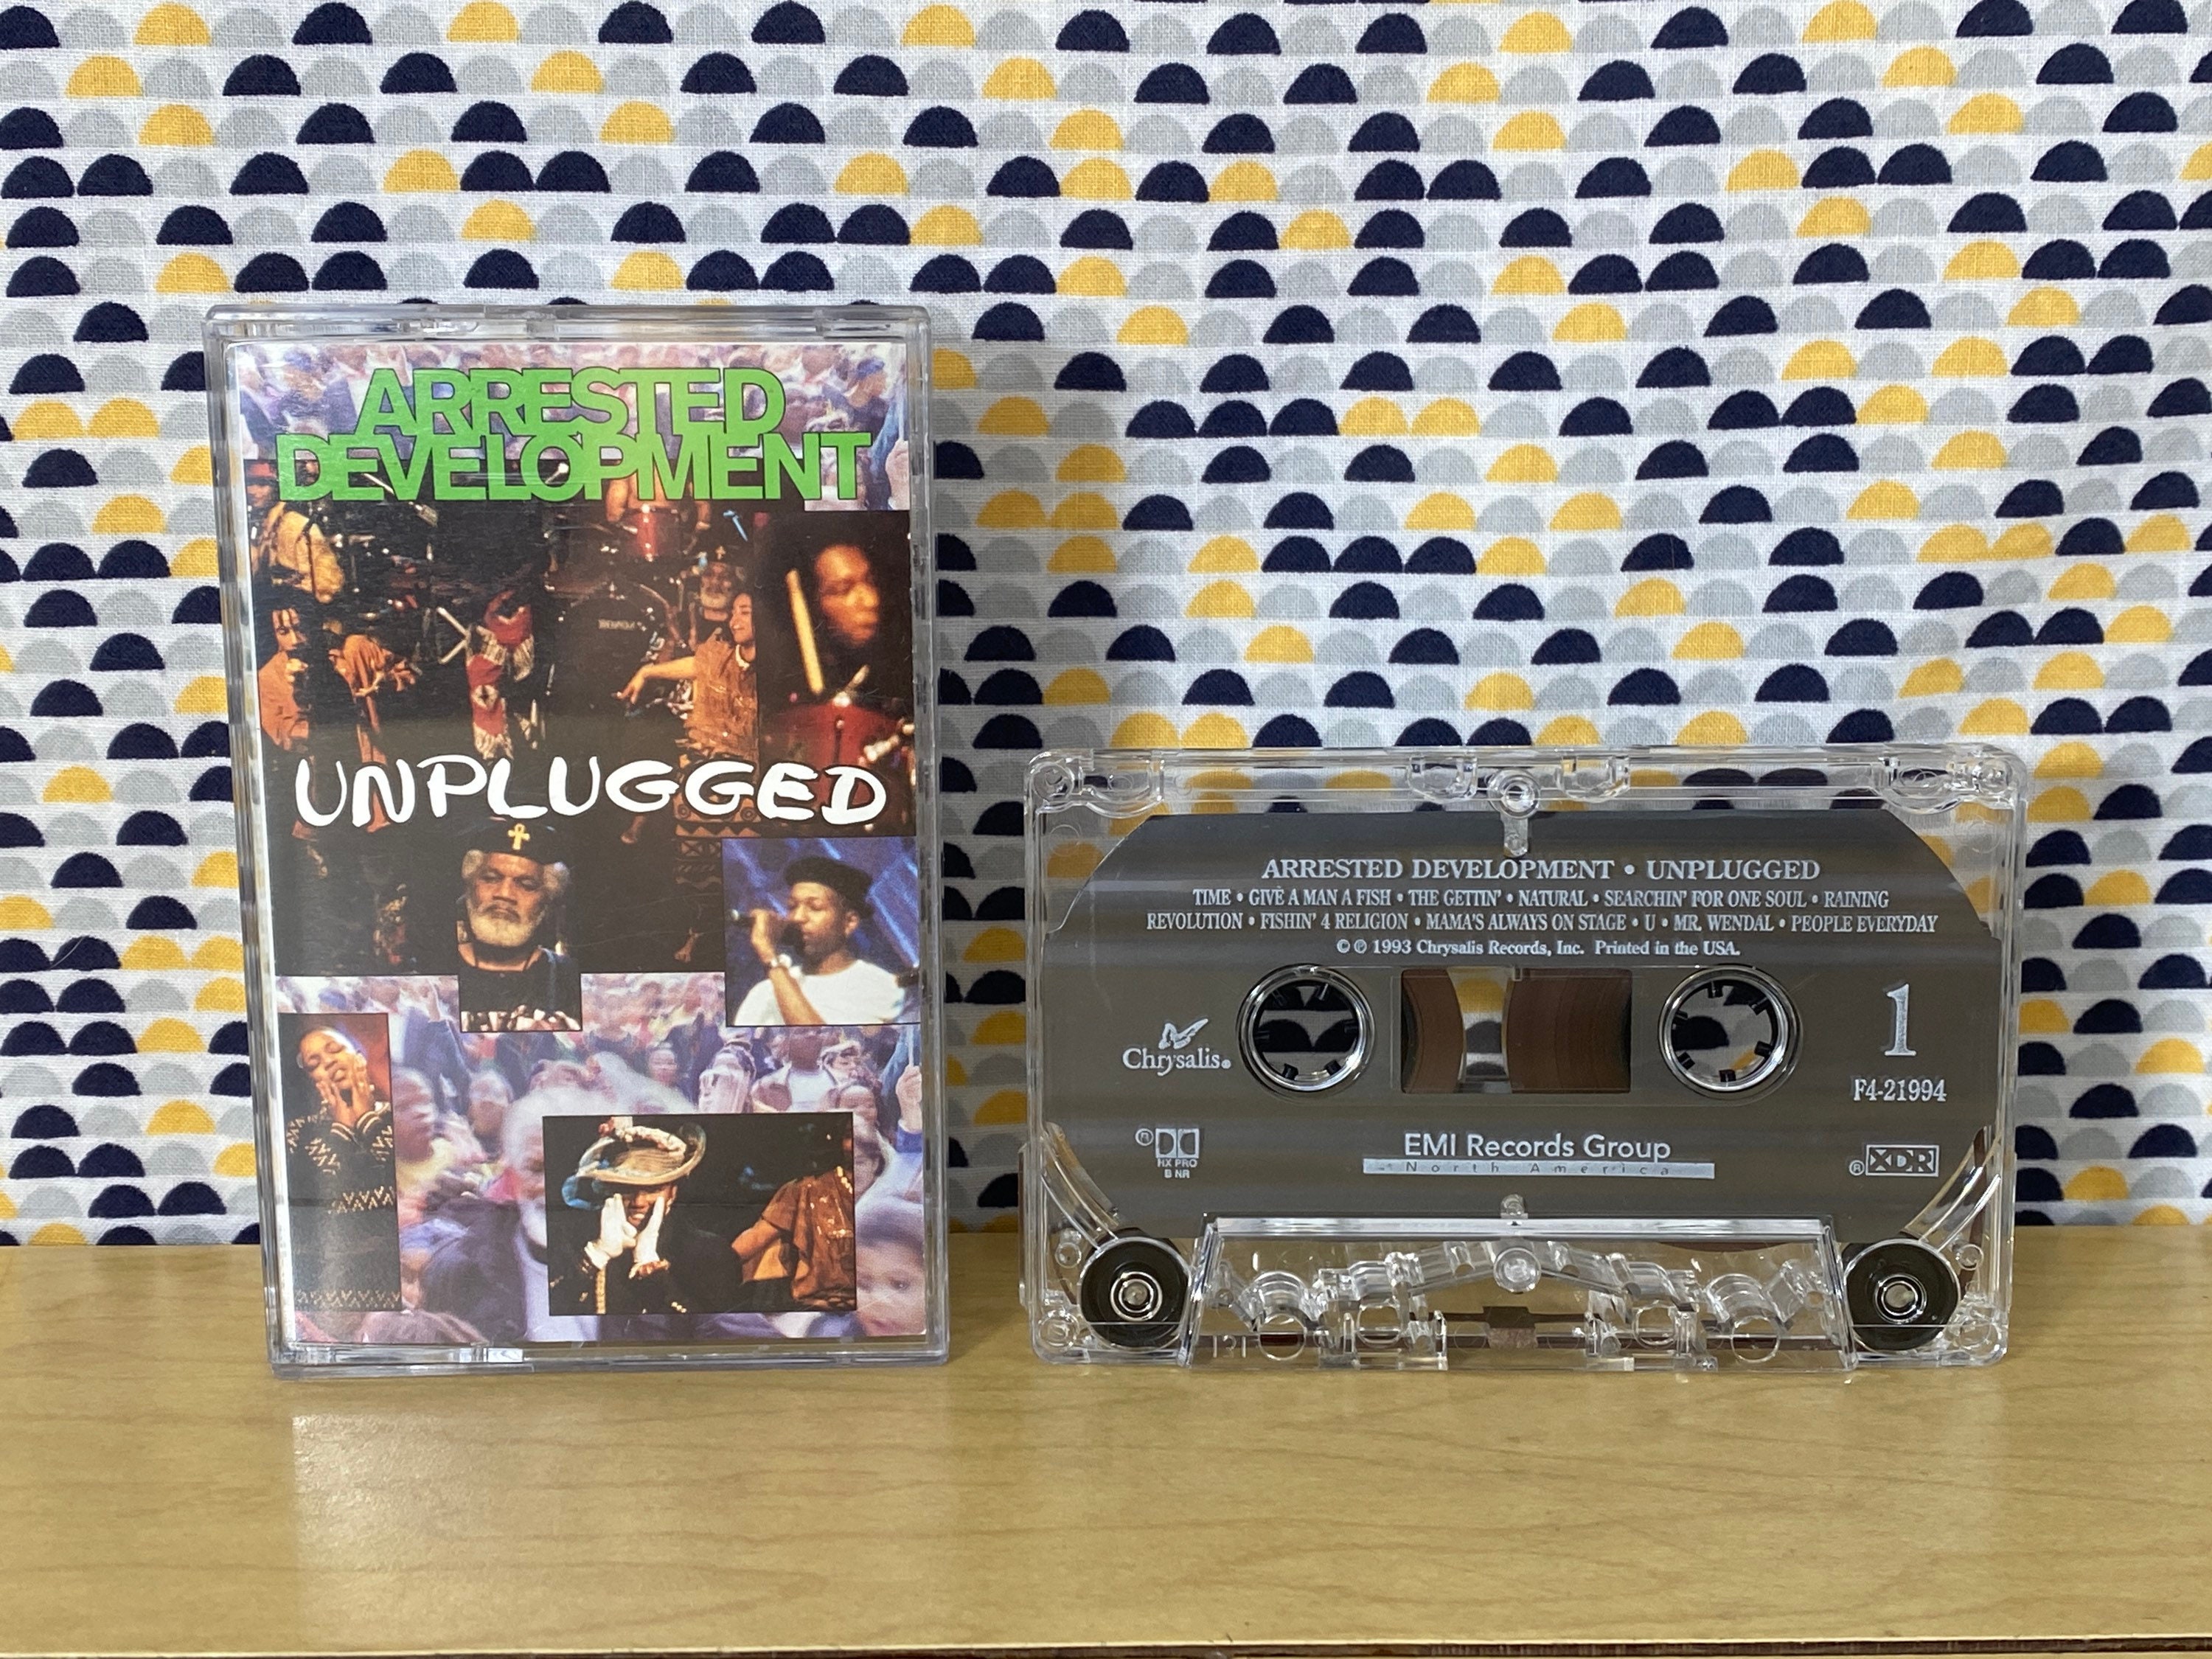 ARRESTED
DEVELOPMENT
UNPLUGGED
ARRESTED DEVELOPMENT • UNPLUGGED
TIME • GIVE A MAN A FISH • THE GETTIN' • NATURAL • SEARCHIN' FOR ONE SOUL • RAINING
REVOLUTION • FISHIN' 4 RELIGION • MAMA'S ALWAYS ON STAGE • U • MR. WENDAL • PEOPLE EVERYDAY
© ℗ 1993 Chrysalis Records, Inc. Printed in the USA.
Chrysalis®
1
F4-21994
HX PRO
B NR
EMI Records Group
North America
® XDR